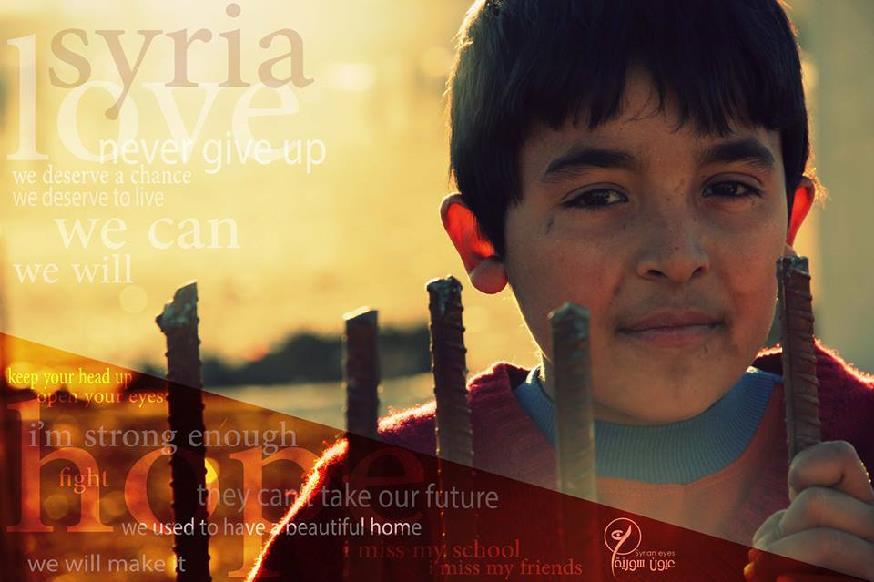 syria
love
never give up
we deserve a chance
we deserve to live
we can
we will
keep your head up
open your eyes
i'm strong enough
hope
fight
they can't take our future
we used to have a beautiful home
i miss my school
we will make it
i miss my friends
Syrian eyes
عيون سورية